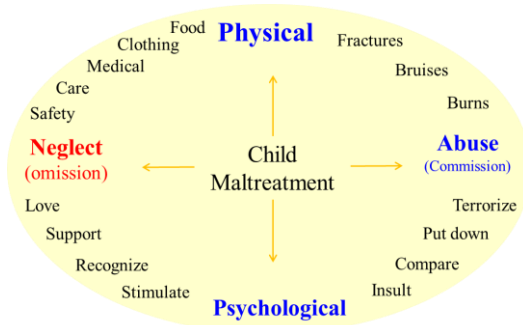 Food
Physical
Fractures
Clothing
Medical
Bruises
Care
Burns
Safety
Neglect
(omission)
Child
Maltreatment
Abuse
(Commission)
Love
Terrorize
Support
Put down
Recognize
Compare
Stimulate
Insult
Psychological